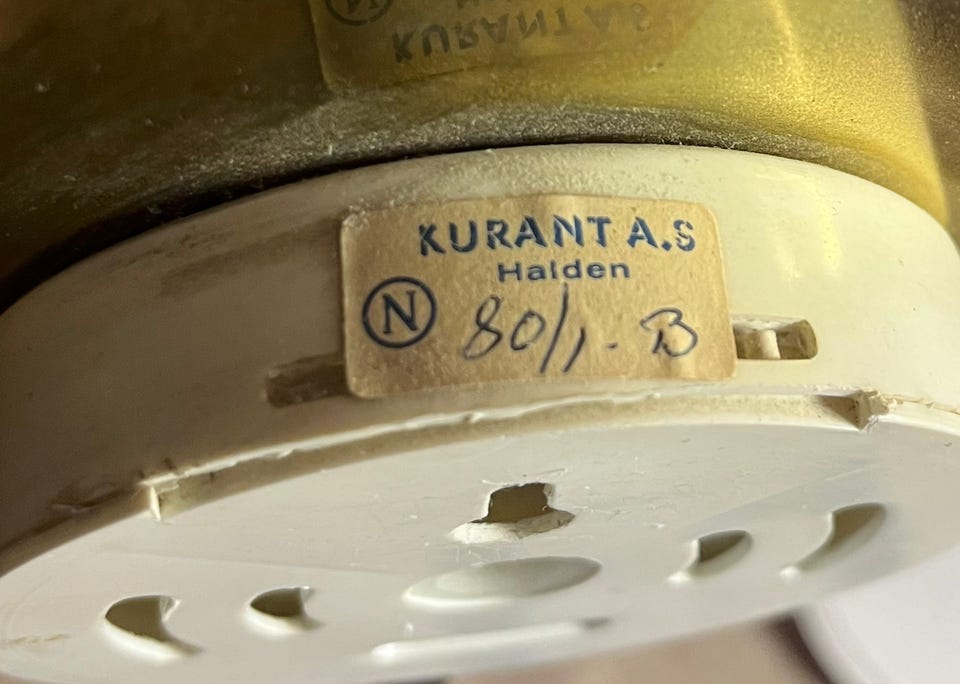 KURANT A.S
Halden
N 80/1. B